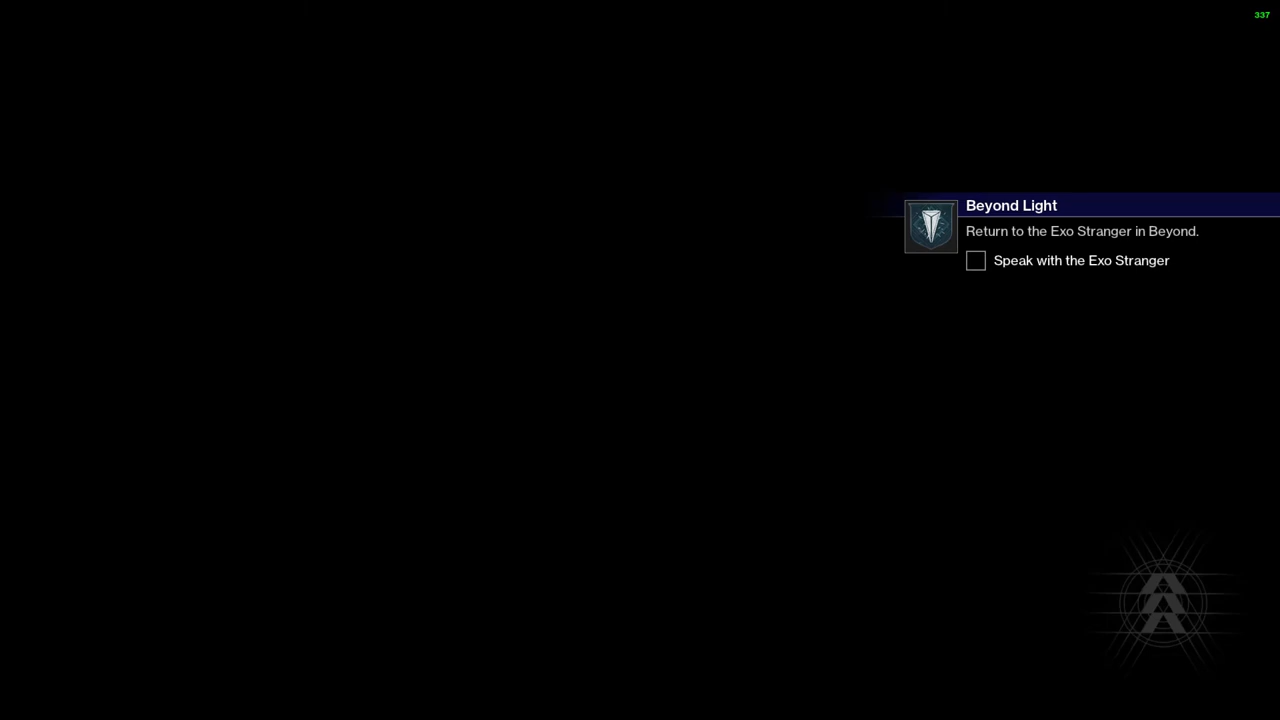 337
Beyond Light
Return to the Exo Stranger in Beyond.
Speak with the Exo Stranger